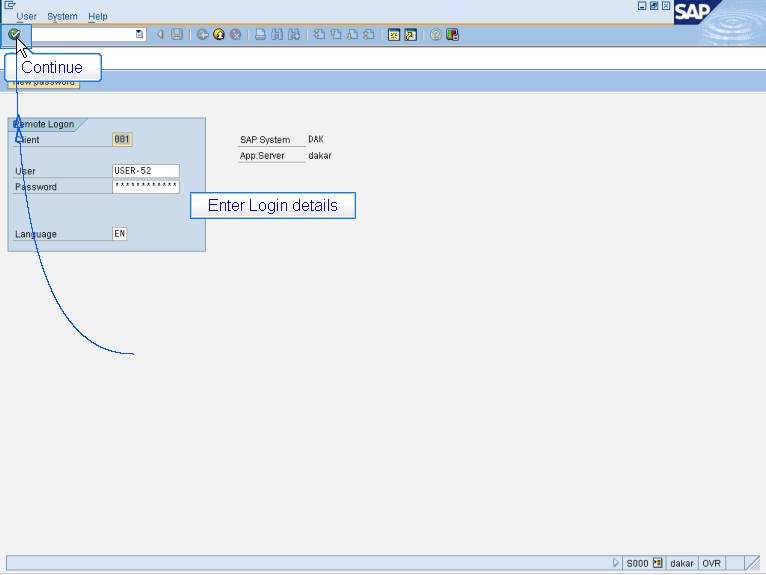 User System Help
SAP
Continue
New password
Remote Logon
Client 001
SAP System DAK
App.Server dakar
User USER-52
Password ************
Enter Login details
Language EN
S000 dakar OVR